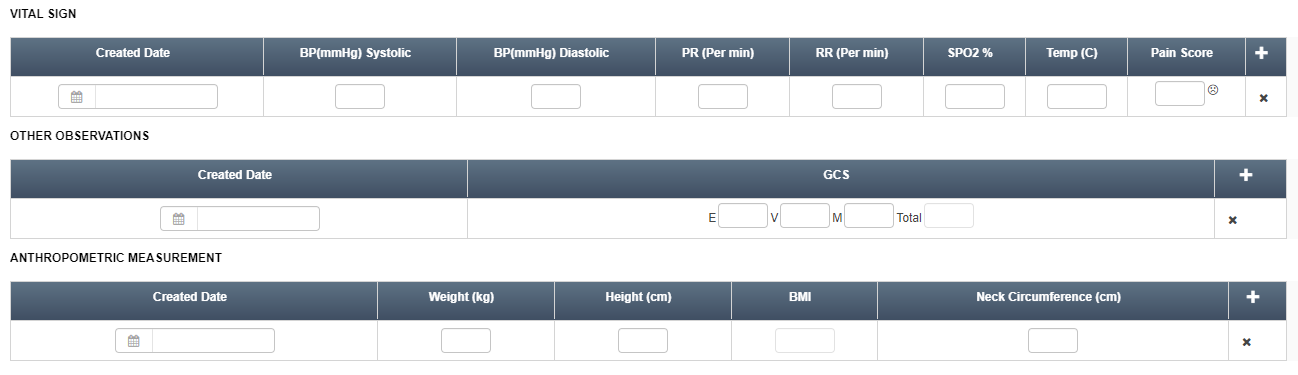 VITAL SIGN
Created Date BP(mmHg) Systolic BP(mmHg) Diastolic PR (Per min) RR (Per min) SPO2 % Temp (C) Pain Score
OTHER OBSERVATIONS
Created Date GCS
E V M Total
ANTHROPOMETRIC MEASUREMENT
Created Date Weight (kg) Height (cm) BMI Neck Circumference (cm)